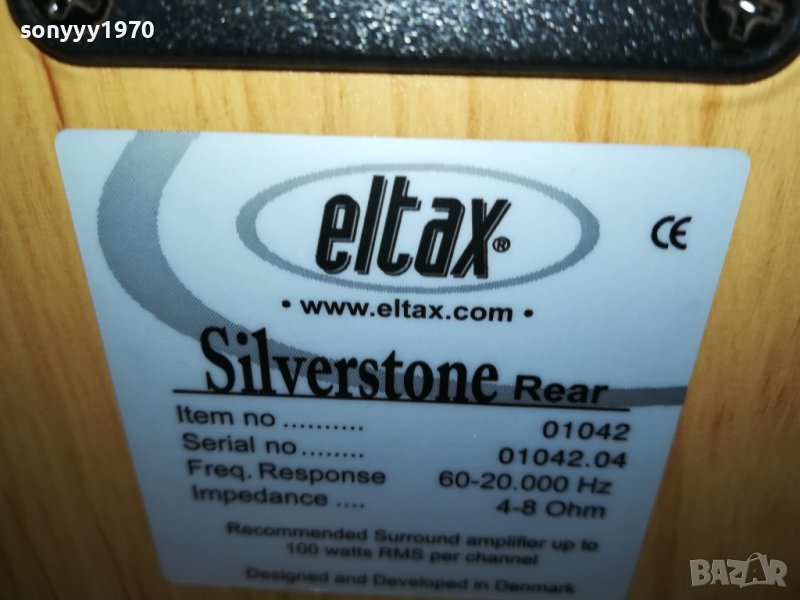 sonyyy1970
eltax®
• www.eltax.com •
CE
Silverstone Rear
Item no .......... 01042
Serial no ........ 01042.04
Freq. Response 60-20.000 Hz
Impedance .... 4-8 Ohm
Recommended Surround amplifier up to
100 watts RMS per channel
Designed and Developed in Denmark
BAZAR